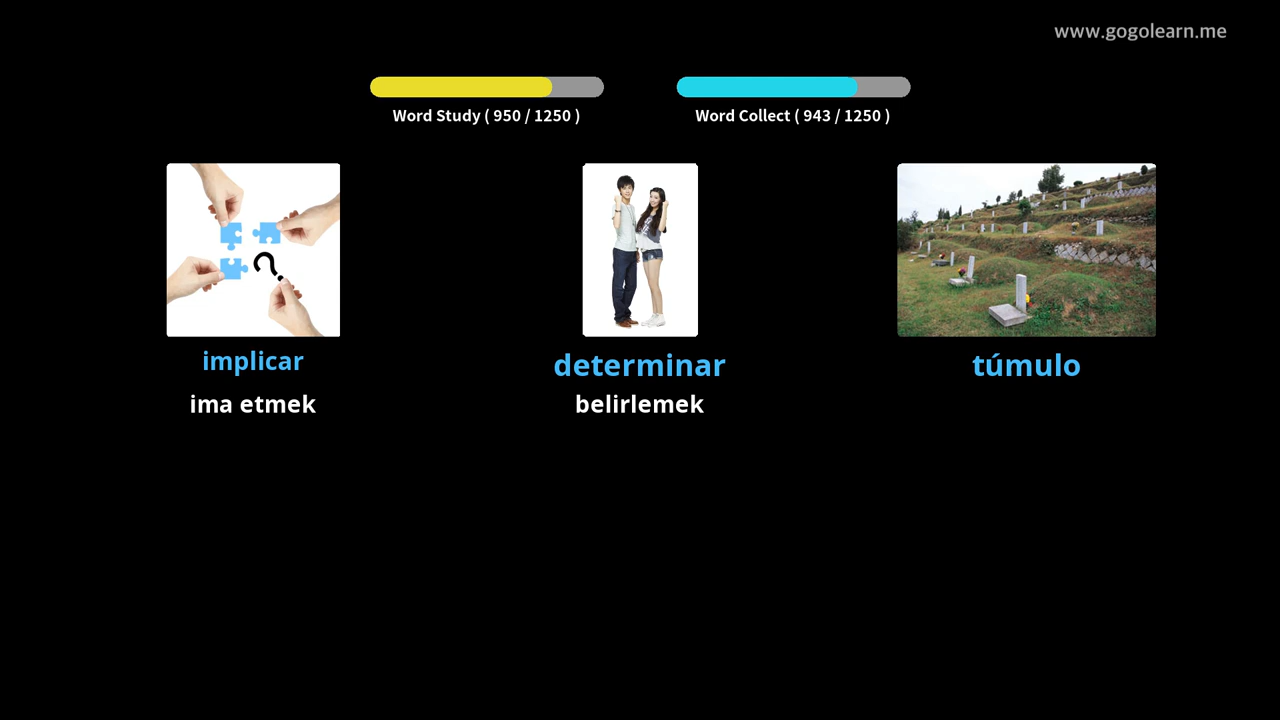 www.gogolearn.me
Word Study ( 950 / 1250 )
Word Collect ( 943 / 1250 )
implicar
ima etmek
determinar
belirlemek
túmulo